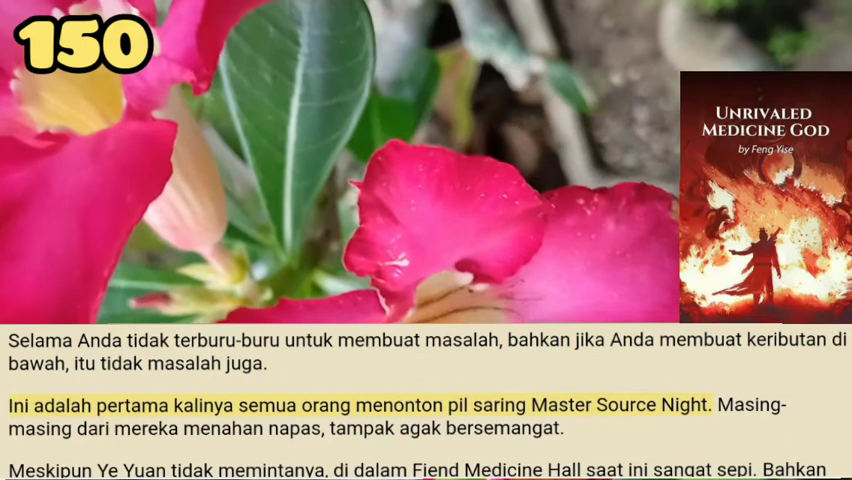 150
UNRIVALED
MEDICINE GOD
by Feng Yise
Selama Anda tidak terburu-buru untuk membuat masalah, bahkan jika Anda membuat keributan di
bawah, itu tidak masalah juga.
Ini adalah pertama kalinya semua orang menonton pil saring Master Source Night. Masing-
masing dari mereka menahan napas, tampak agak bersemangat.
Meskipun Ye Yuan tidak memintanya, di dalam Fiend Medicine Hall saat ini sangat sepi. Bahkan